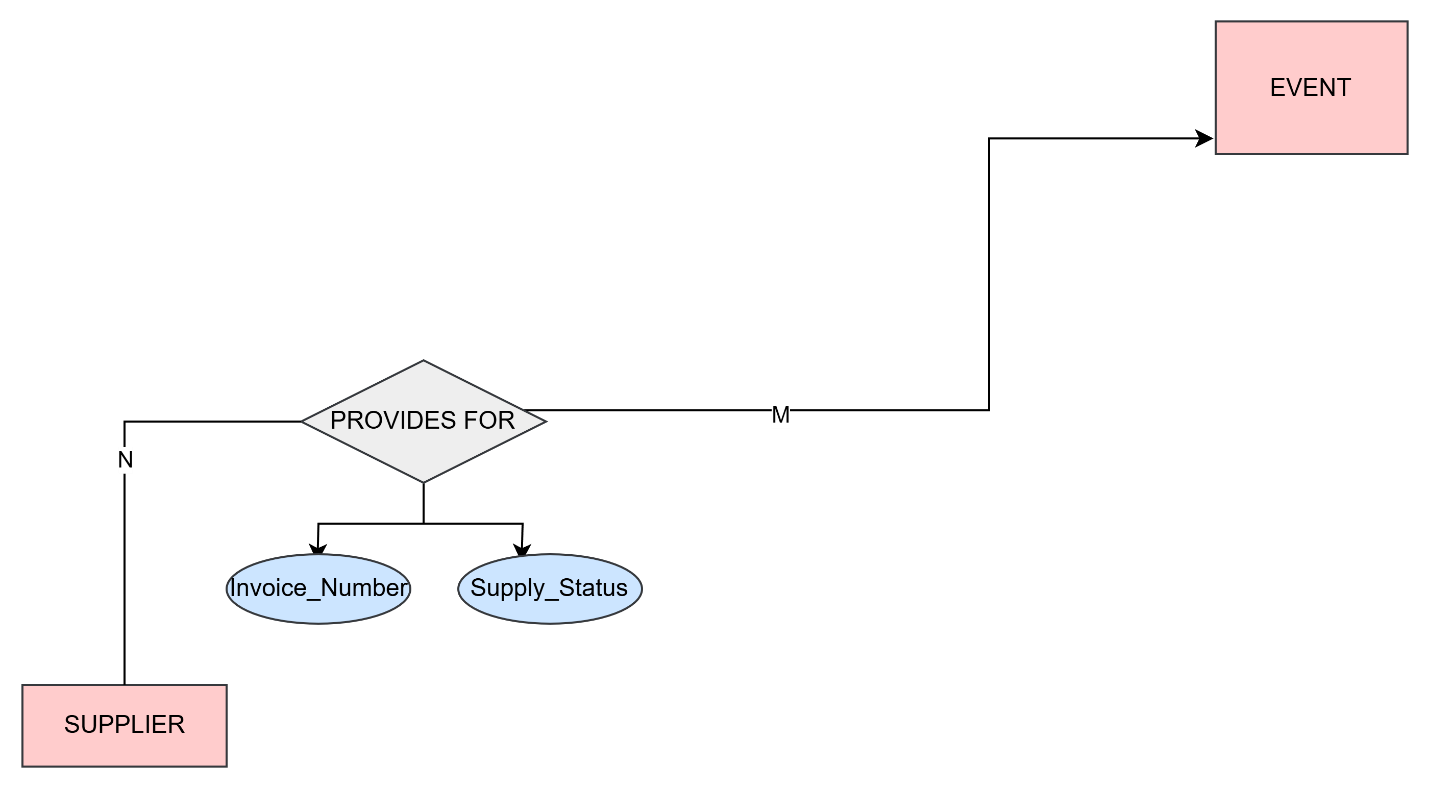 EVENT
PROVIDES FOR
M
N
Invoice_Number
Supply_Status
SUPPLIER